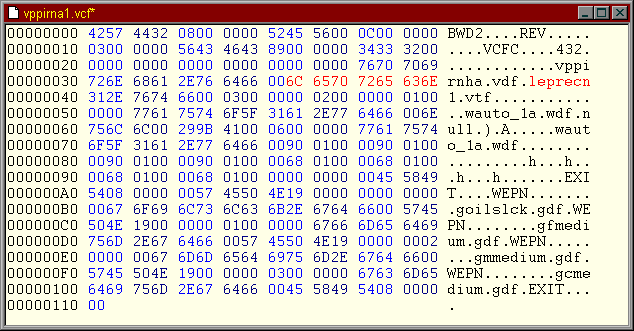 vppirna1.vcf*
00000000 4257 4432 0800 0000 5245 5600 0C00 0000 BWD2....REV.....
00000010 0300 0000 5643 4643 8900 0000 3433 3200 ....VCFC....432.
00000020 0000 0000 0000 0000 0000 0000 7670 7069 ............vppi
00000030 726E 6861 2E76 6466 006C 6570 7265 636E rnha.vdf.leprecn
00000040 312E 7674 6600 0300 0000 0200 0000 0100 1.vtf...........
00000050 0000 7761 7574 6F5F 3161 2E77 6466 006E ..wauto_1a.wdf.n
00000060 756C 6C00 299B 4100 0600 0000 7761 7574 ull.).A.....waut
00000070 6F5F 3161 2E77 6466 0090 0100 0090 0100 o_1a.wdf........
00000080 0090 0100 0090 0100 0068 0100 0068 0100 .........h...h..
00000090 0068 0100 0068 0100 0000 0000 0045 5849 .h...h.......EXI
000000A0 5408 0000 0057 4550 4E19 0000 0000 0000 T....WEPN.......
000000B0 0067 6F69 6C73 6C63 6B2E 6764 6600 5745 .goilslck.gdf.WE
000000C0 504E 1900 0000 0100 0000 6766 6D65 6469 PN........gfmedi
000000D0 756D 2E67 6466 0057 4550 4E19 0000 0002 um.gdf.WEPN.....
000000E0 0000 0067 6D6D 6564 6975 6D2E 6764 6600 ...gmmedium.gdf.
000000F0 5745 504E 1900 0000 0300 0000 6763 6D65 WEPN........gcme
00000100 6469 756D 2E67 6466 0045 5849 5408 0000 dium.gdf.EXIT...
00000110 00 .